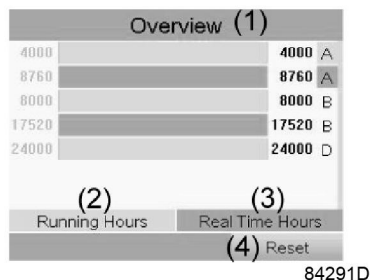 Overview (1)
4000 4000 A
8760 8760 A
8000 8000 B
17520 17520 B
24000 24000 D
(2) (3)
Running Hours Real Time Hours
(4) Reset
84291D